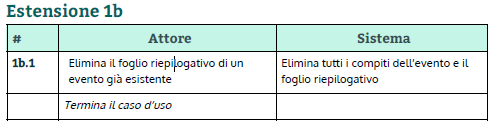 Estensione 1b
# Attore Sistema
1b.1 Elimina il foglio riepilogativo di un Elimina tutti i compiti dell'evento e il
evento già esistente foglio riepilogativo
Termina il caso d'uso